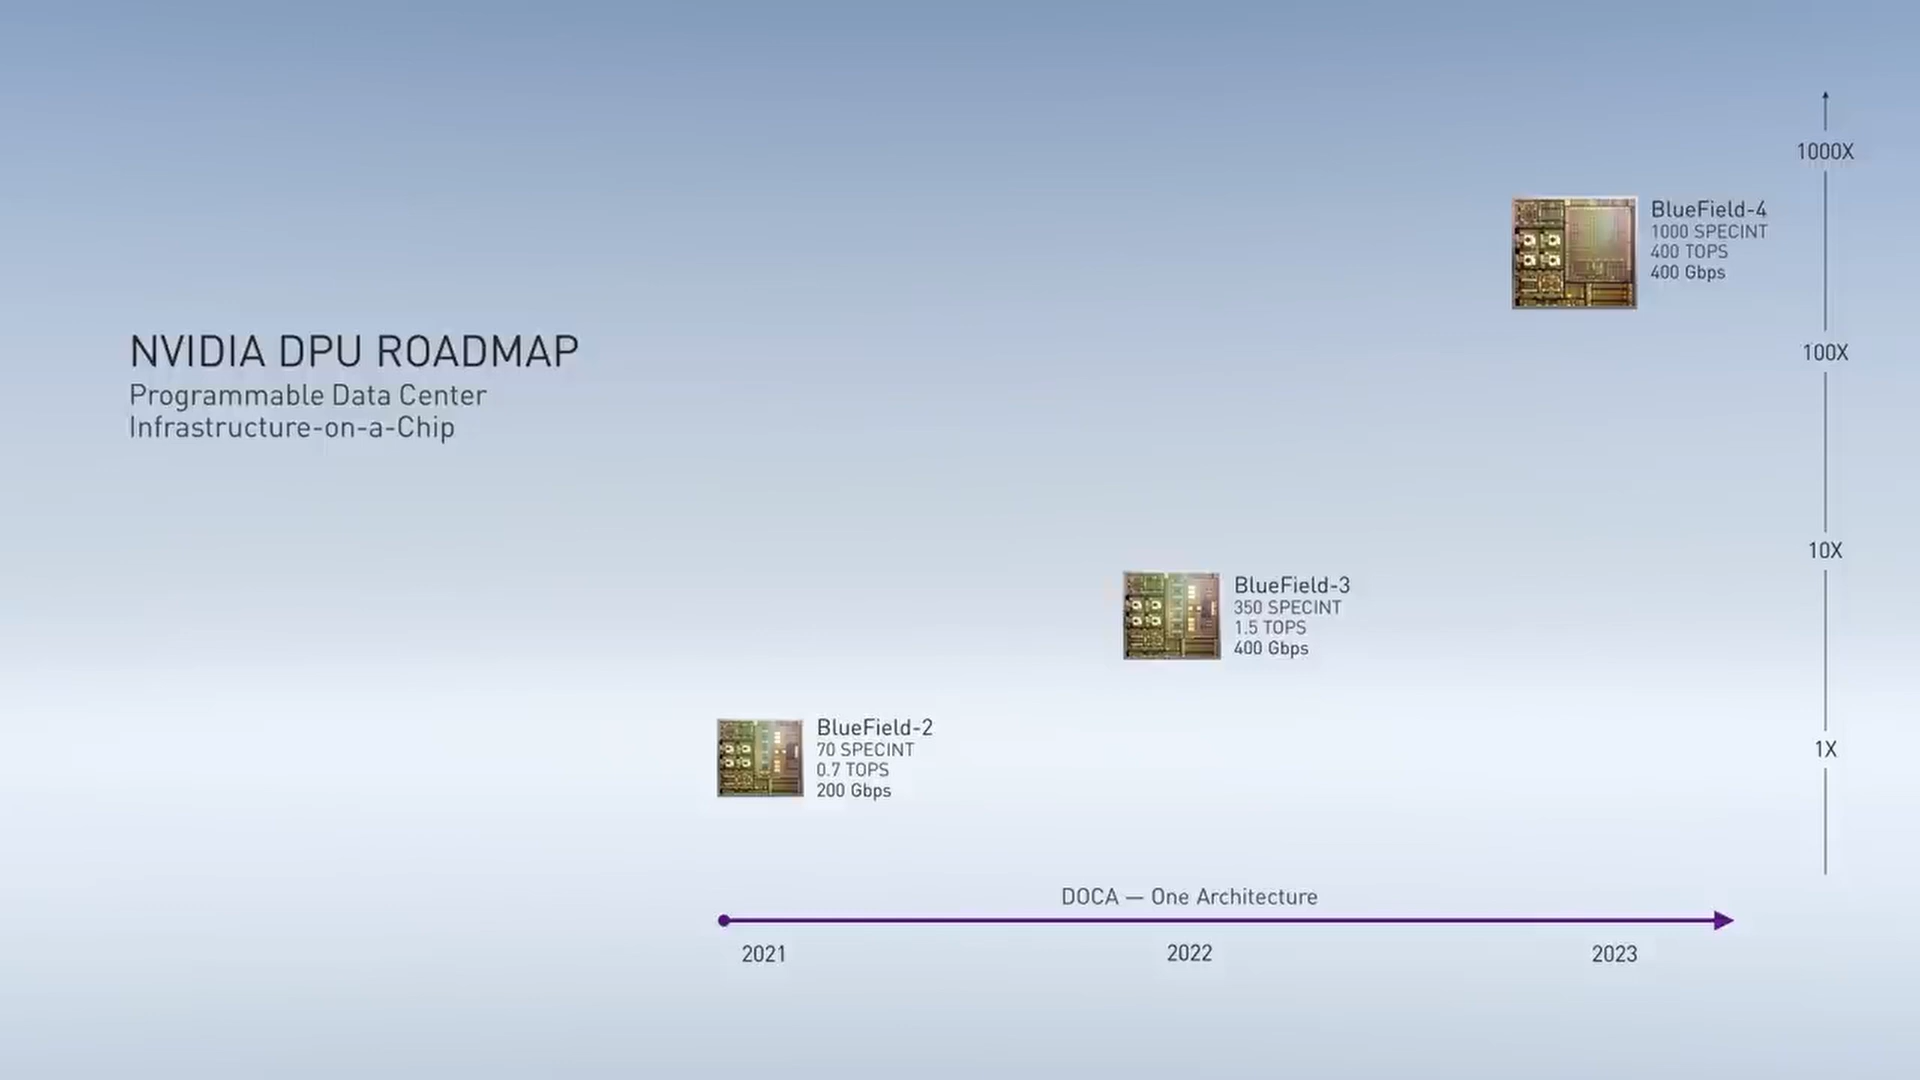 NVIDIA DPU ROADMAP
Programmable Data Center
Infrastructure-on-a-Chip
1000X
BlueField-4
1000 SPECINT
400 TOPS
400 Gbps
100X
10X
BlueField-3
350 SPECINT
1.5 TOPS
400 Gbps
BlueField-2
70 SPECINT
0.7 TOPS
200 Gbps
1X
DOCA — One Architecture
2021
2022
2023